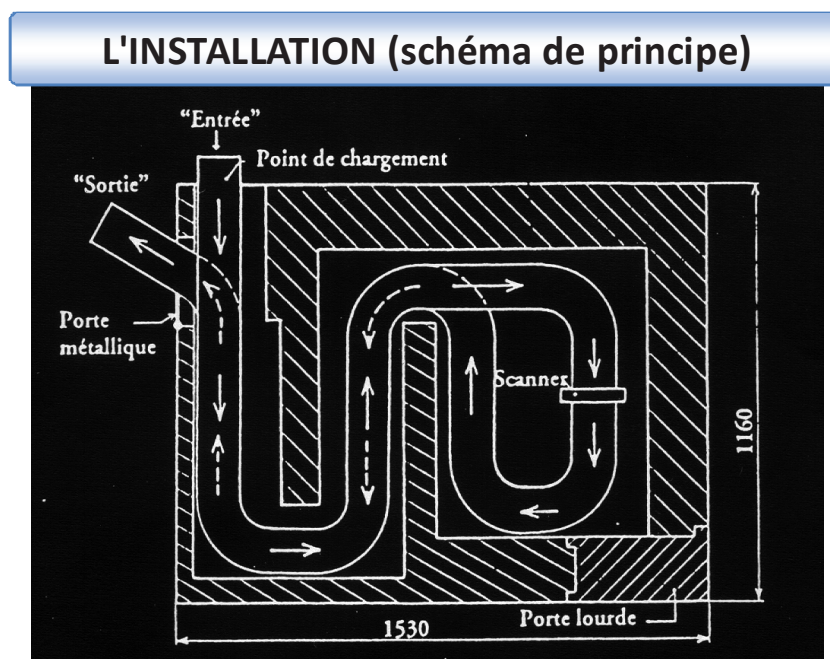 L'INSTALLATION (schéma de principe)
“Entrée”
Point de chargement
“Sortie”
Porte
métallique
Scanner
1160
Porte lourde
1530